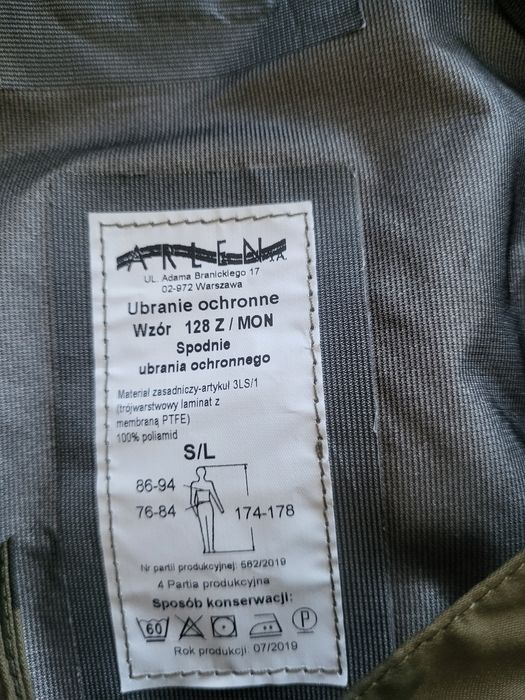 ARLEN S.A.
UL. Adama Branickiego 17
02-972 Warszawa
Ubranie ochronne
Wzór 128 Z / MON
Spodnie
ubrania ochronnego
Materiał zasadniczy-artykuł 3LS/1
(trójwarstwowy laminat z
membraną PTFE)
100% poliamid
S/L
86-94
76-84 174-178
Nr partii produkcyjnej: 562/2019
4 Partia produkcyjna
Sposób konserwacji:
60 P
Rok produkcji: 07/2019